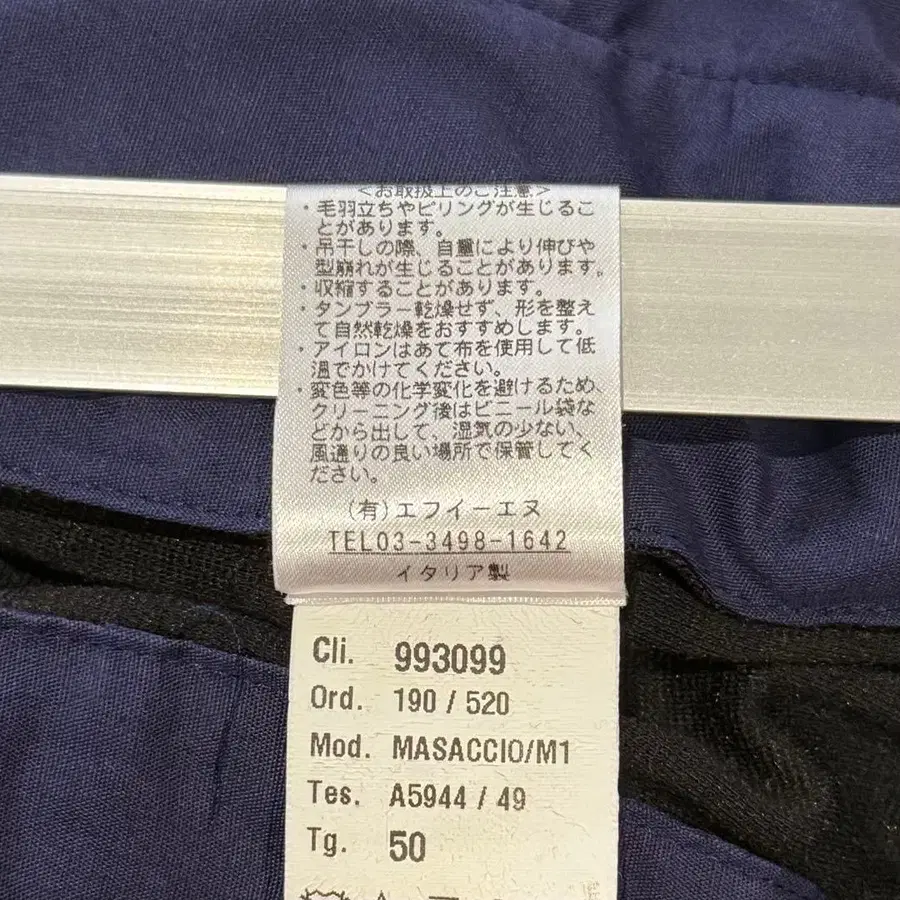 <お取扱上のご注意>
・毛羽立ちやピリングが生じるこ
とがあります。
・吊干しの際、自重により伸びや
型崩れが生じることがあります。
・収縮することがあります。
・タンブラー乾燥せず、形を整え
て自然乾燥をおすすめします。
・アイロンはあて布を使用して低
温でかけてください。
・変色等の化学変化を避けるため、
クリーニング後はビニール袋な
どから出して、湿気の少ない、
風通りの良い場所で保管してく
ださい。
(有)エフイーエヌ
TEL03-3498-1642
イタリア製
Cli. 993099
Ord. 190 / 520
Mod. MASACCIO/M1
Tes. A5944 / 49
Tg. 50